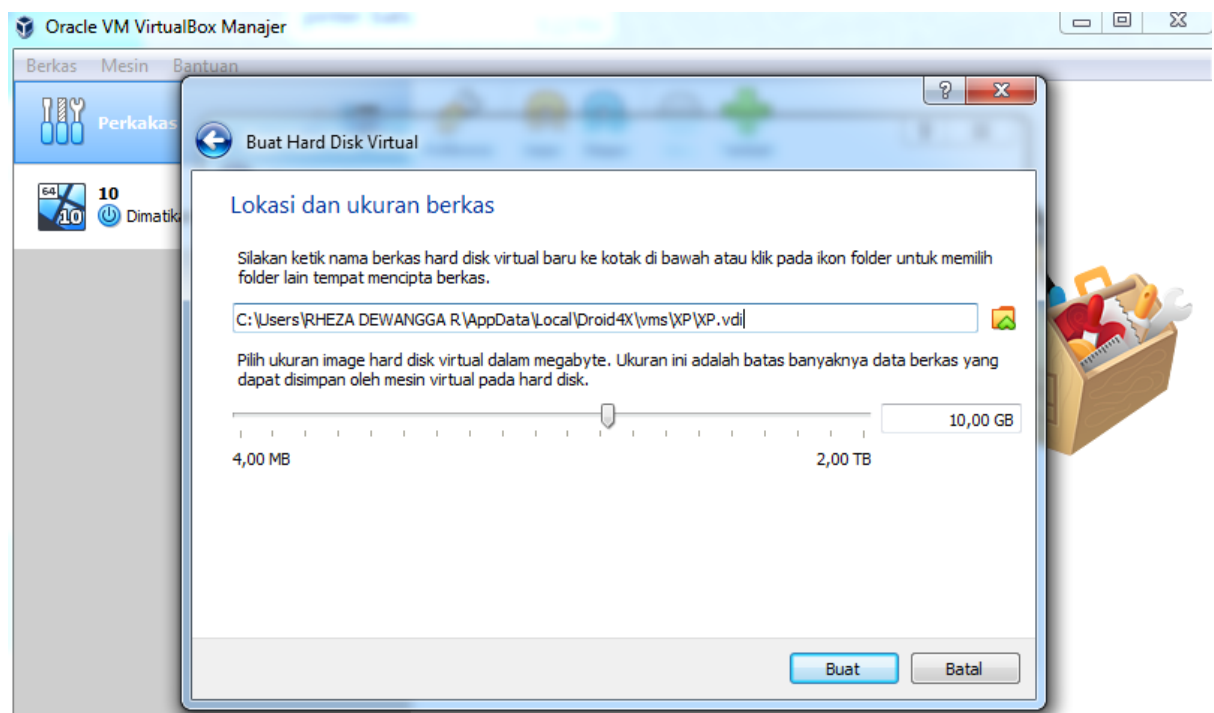 Oracle VM VirtualBox Manajer
Berkas Mesin Bantuan
Perkakas
Buat Hard Disk Virtual
64
10
10
Dimatika
Lokasi dan ukuran berkas
Silakan ketik nama berkas hard disk virtual baru ke kotak di bawah atau klik pada ikon folder untuk memilih
folder lain tempat mencipta berkas.
C:\Users\RHEZA DEWANGGA R\AppData\Local\Droid4X\vms\XP\XP.vdi
Pilih ukuran image hard disk virtual dalam megabyte. Ukuran ini adalah batas banyaknya data berkas yang
dapat disimpan oleh mesin virtual pada hard disk.
10,00 GB
4,00 MB 2,00 TB
Buat Batal